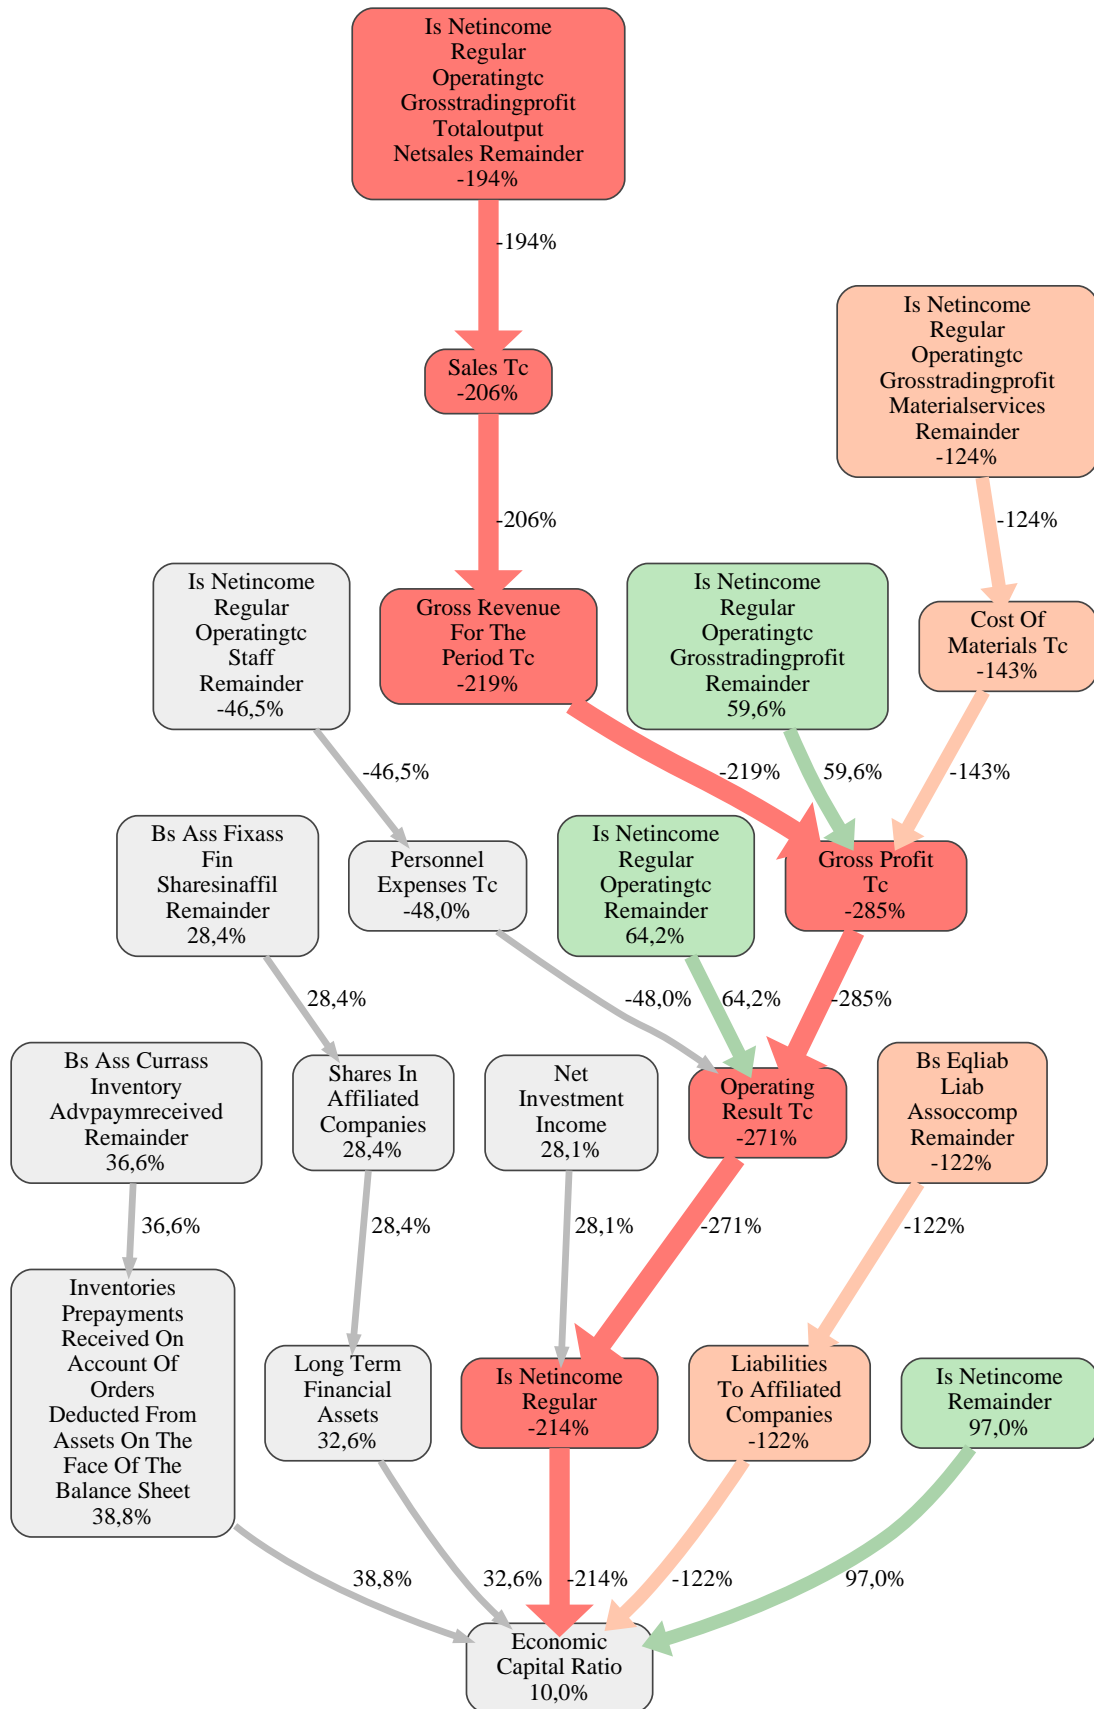 Is Netincome
Regular
Operatingtc
Grosstradingprofit
Totaloutput
Netsales Remainder
-194%
-194%
Sales Tc
-206%
Is Netincome
Regular
Operatingtc
Grosstradingprofit
Materialservices
Remainder
-124%
-206%
-124%
Is Netincome
Regular
Operatingtc
Staff
Remainder
-46,5%
Gross Revenue
For The
Period Tc
-219%
Is Netincome
Regular
Operatingtc
Grosstradingprofit
Remainder
59,6%
Cost Of
Materials Tc
-143%
-46,5%
-219%
59,6%
-143%
Bs Ass Fixass
Fin
Sharesinaffil
Remainder
28,4%
Personnel
Expenses Tc
-48,0%
Is Netincome
Regular
Operatingtc
Remainder
64,2%
Gross Profit
Tc
-285%
28,4%
-48,0%
64,2%
-285%
Bs Ass Currass
Inventory
Advpaymreceived
Remainder
36,6%
Shares In
Affiliated
Companies
28,4%
Net
Investment
Income
28,1%
Operating
Result Tc
-271%
Bs Eqliab
Liab
Assoccomp
Remainder
-122%
36,6%
28,4%
28,1%
-271%
-122%
Inventories
Prepayments
Received On
Account Of
Orders
Deducted From
Assets On The
Face Of The
Balance Sheet
38,8%
Long Term
Financial
Assets
32,6%
Is Netincome
Regular
-214%
Liabilities
To Affiliated
Companies
-122%
Is Netincome
Remainder
97,0%
38,8%
32,6%
-214%
-122%
97,0%
Economic
Capital Ratio
10,0%